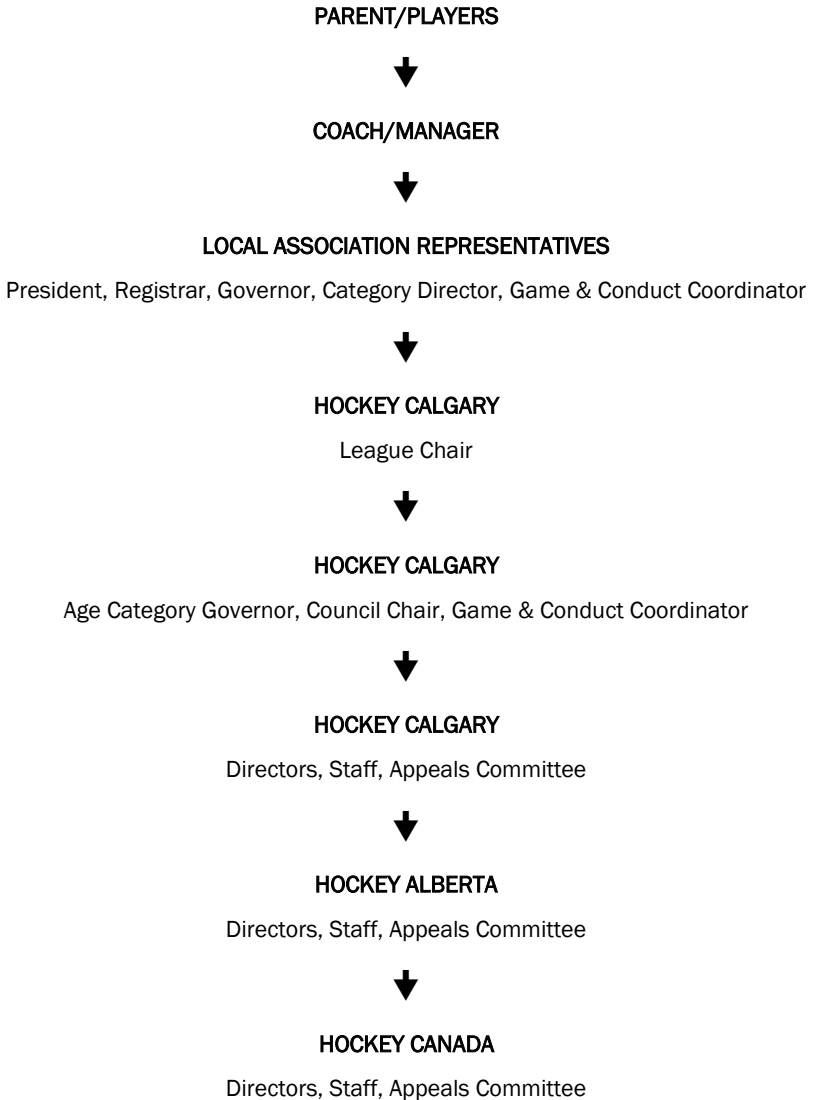 PARENT/PLAYERS
COACH/MANAGER
LOCAL ASSOCIATION REPRESENTATIVES
President, Registrar, Governor, Category Director, Game & Conduct Coordinator
HOCKEY CALGARY
League Chair
HOCKEY CALGARY
Age Category Governor, Council Chair, Game & Conduct Coordinator
HOCKEY CALGARY
Directors, Staff, Appeals Committee
HOCKEY ALBERTA
Directors, Staff, Appeals Committee
HOCKEY CANADA
Directors, Staff, Appeals Committee